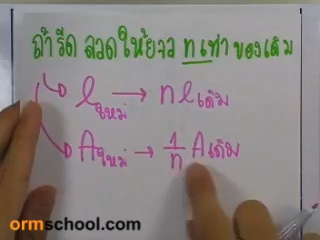 ถ้ารีด ลวดให้ยาว n เท่า ของเดิม
ℓใหม่ → nℓเดิม
Aใหม่ → 1/n Aเดิม
ormschool.com